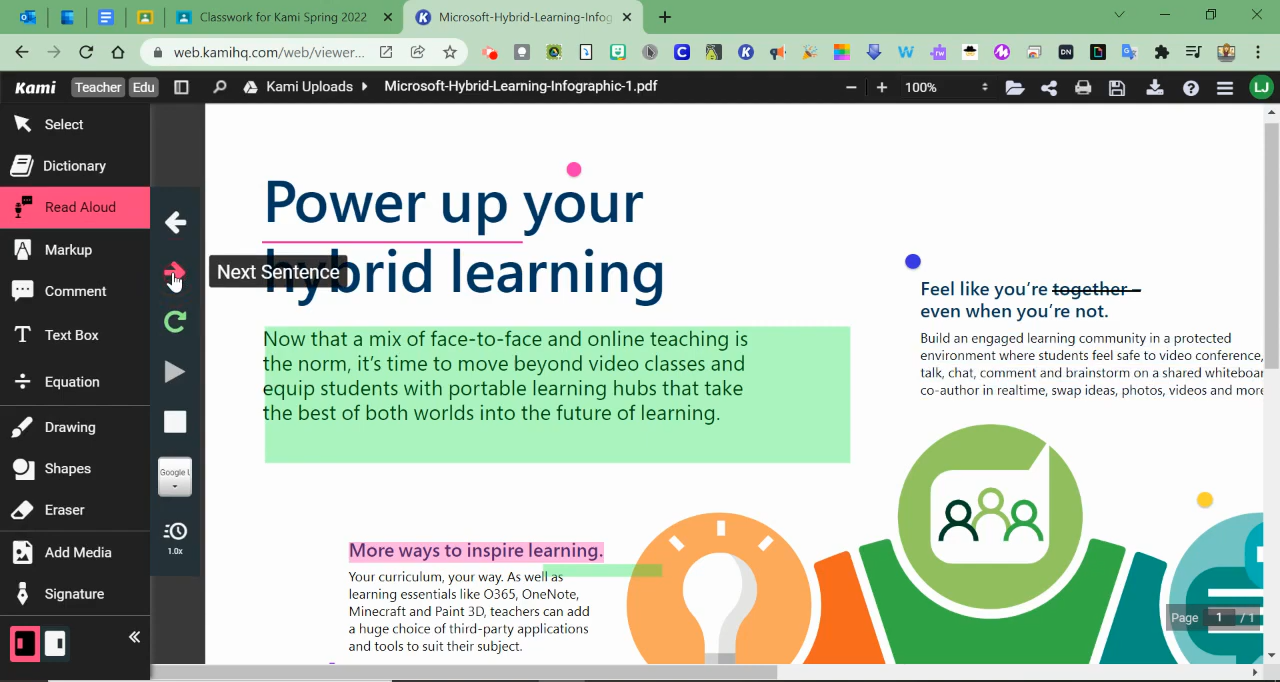 Classwork for Kami Spring 2022
Microsoft-Hybrid-Learning-Infog
web.kamihq.com/web/viewer...
Kami Teacher Edu
Kami Uploads
Microsoft-Hybrid-Learning-Infographic-1.pdf
100%
LJ
Select
Dictionary
Read Aloud
Markup
Comment
Text Box
Equation
Drawing
Shapes
Eraser
Add Media
Signature
Google U
1.0x
Next Sentence
Power up your
hybrid learning
Now that a mix of face-to-face and online teaching is
the norm, it's time to move beyond video classes and
equip students with portable learning hubs that take
the best of both worlds into the future of learning.
More ways to inspire learning.
Your curriculum, your way. As well as
learning essentials like O365, OneNote,
Minecraft and Paint 3D, teachers can add
a huge choice of third-party applications
and tools to suit their subject.
Feel like you're together –
even when you're not.
Build an engaged learning community in a protected
environment where students feel safe to video conference,
talk, chat, comment and brainstorm on a shared whiteboar
co-author in realtime, swap ideas, photos, videos and more
Page 1 /1